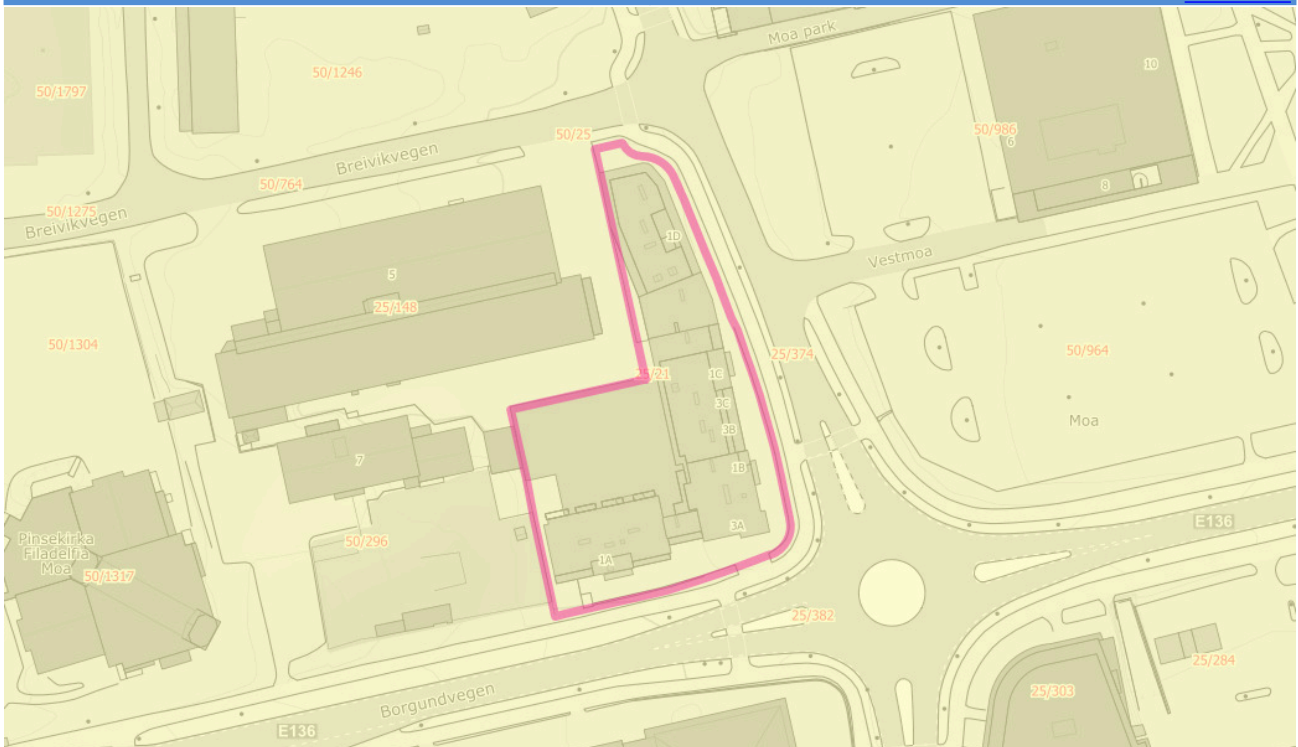 Moa park
50/1246
10
50/1797
50/986
50/25
6
Breivikvegen
50/764
8
50/1275
Breivikvegen
1D
Vestmoa
5
25/148
50/1304
25/374
50/964
25/21
1C
3C
Moa
3B
7
1B
3A
E136
Pinsekirka
Filadelfia
Moa
50/296
1A
50/1317
25/382
25/284
25/303
Borgundvegen
E136